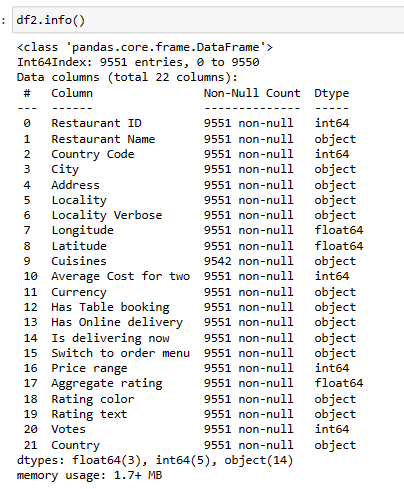 : df2.info()
<class 'pandas.core.frame.DataFrame'>
Int64Index: 9551 entries, 0 to 9550
Data columns (total 22 columns):
 #   Column                Non-Null Count  Dtype
---  ------                --------------  -----
 0   Restaurant ID         9551 non-null   int64
 1   Restaurant Name       9551 non-null   object
 2   Country Code          9551 non-null   int64
 3   City                  9551 non-null   object
 4   Address               9551 non-null   object
 5   Locality              9551 non-null   object
 6   Locality Verbose      9551 non-null   object
 7   Longitude             9551 non-null   float64
 8   Latitude              9551 non-null   float64
 9   Cuisines              9542 non-null   object
 10  Average Cost for two  9551 non-null   int64
 11  Currency              9551 non-null   object
 12  Has Table booking     9551 non-null   object
 13  Has Online delivery   9551 non-null   object
 14  Is delivering now     9551 non-null   object
 15  Switch to order menu  9551 non-null   object
 16  Price range           9551 non-null   int64
 17  Aggregate rating      9551 non-null   float64
 18  Rating color          9551 non-null   object
 19  Rating text           9551 non-null   object
 20  Votes                 9551 non-null   int64
 21  Country               9551 non-null   object
dtypes: float64(3), int64(5), object(14)
memory usage: 1.7+ MB